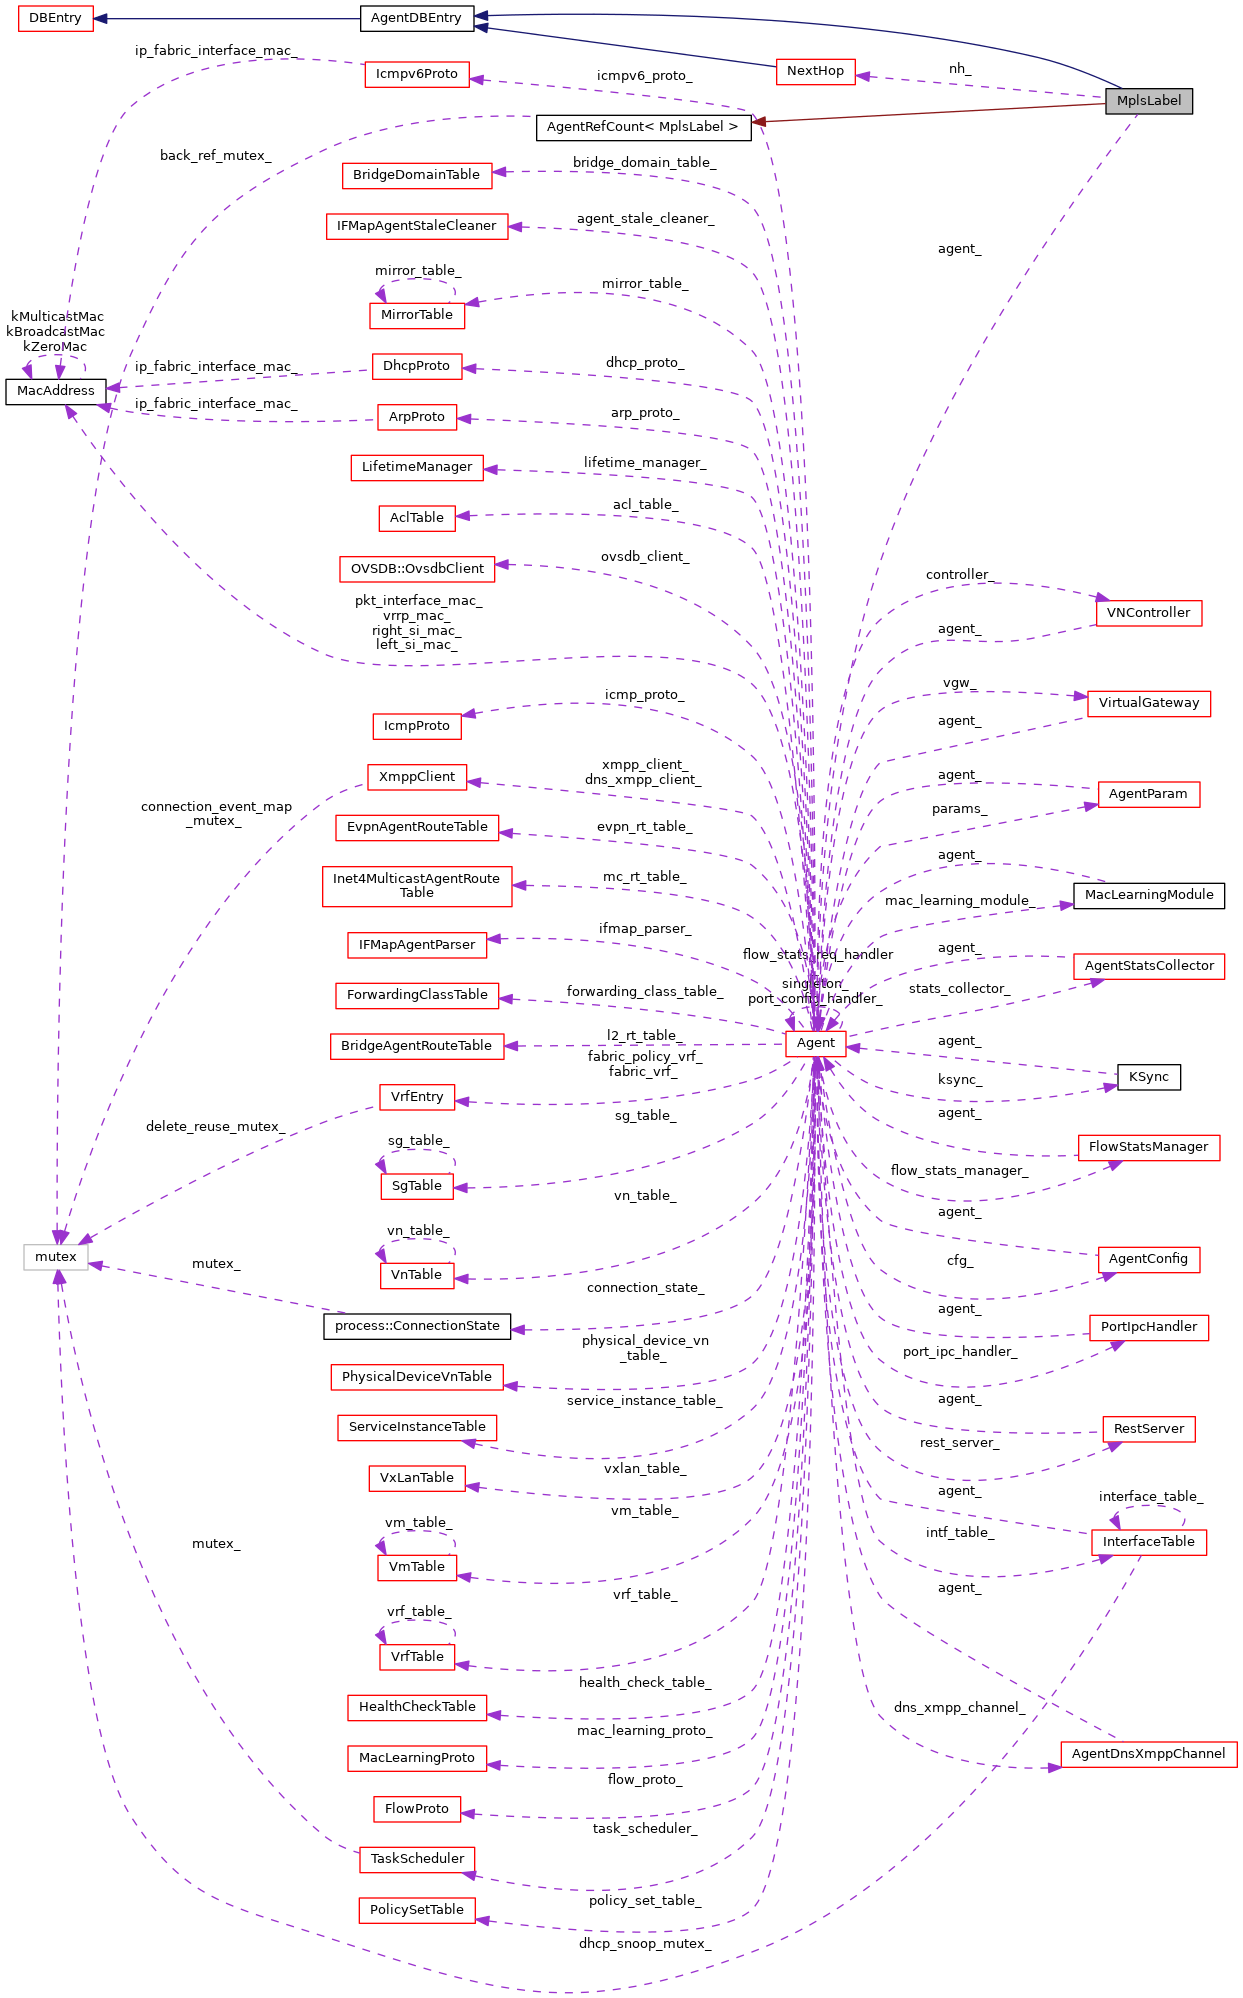 DBEntry
AgentDBEntry
ip_fabric_interface_mac_
Icmpv6Proto
icmpv6_proto_
NextHop
nh_
MplsLabel
AgentRefCount< MplsLabel >
back_ref_mutex_
bridge_domain_table_
BridgeDomainTable
agent_stale_cleaner_
IFMapAgentStaleCleaner
agent_
mirror_table_
mirror_table_
MirrorTable
kMulticastMac
kBroadcastMac
kZeroMac
MacAddress
ip_fabric_interface_mac_
DhcpProto
dhcp_proto_
ip_fabric_interface_mac_
ArpProto
arp_proto_
LifetimeManager
lifetime_manager_
AclTable
acl_table_
OVSDB::OvsdbClient
ovsdb_client_
controller_
VNController
agent_
pkt_interface_mac_
vrrp_mac_
right_si_mac_
left_si_mac_
vgw_
VirtualGateway
agent_
IcmpProto
icmp_proto_
XmppClient
xmpp_client_
dns_xmpp_client_
agent_
AgentParam
params_
connection_event_map
_mutex_
EvpnAgentRouteTable
evpn_rt_table_
agent_
Inet4MulticastAgentRoute
Table
mc_rt_table_
MacLearningModule
mac_learning_module_
IFMapAgentParser
ifmap_parser_
flow_stats_req_handler
singleton_
port_config_handler_
agent_
AgentStatsCollector
stats_collector_
ForwardingClassTable
forwarding_class_table_
BridgeAgentRouteTable
l2_rt_table_
Agent
agent_
KSync
ksync_
fabric_policy_vrf_
fabric_vrf_
VrfEntry
delete_reuse_mutex_
sg_table_
agent_
FlowStatsManager
flow_stats_manager_
sg_table_
SgTable
vn_table_
agent_
AgentConfig
cfg_
vn_table_
VnTable
mutex
mutex_
process::ConnectionState
connection_state_
agent_
PortIpcHandler
port_ipc_handler_
physical_device_vn
_table_
PhysicalDeviceVnTable
service_instance_table_
ServiceInstanceTable
agent_
RestServer
rest_server_
VxLanTable
vxlan_table_
agent_
interface_table_
InterfaceTable
intf_table_
vm_table_
vm_table_
VmTable
mutex_
agent_
vrf_table_
vrf_table_
VrfTable
health_check_table_
HealthCheckTable
dns_xmpp_channel_
AgentDnsXmppChannel
mac_learning_proto_
MacLearningProto
flow_proto_
FlowProto
task_scheduler_
TaskScheduler
policy_set_table_
PolicySetTable
dhcp_snoop_mutex_